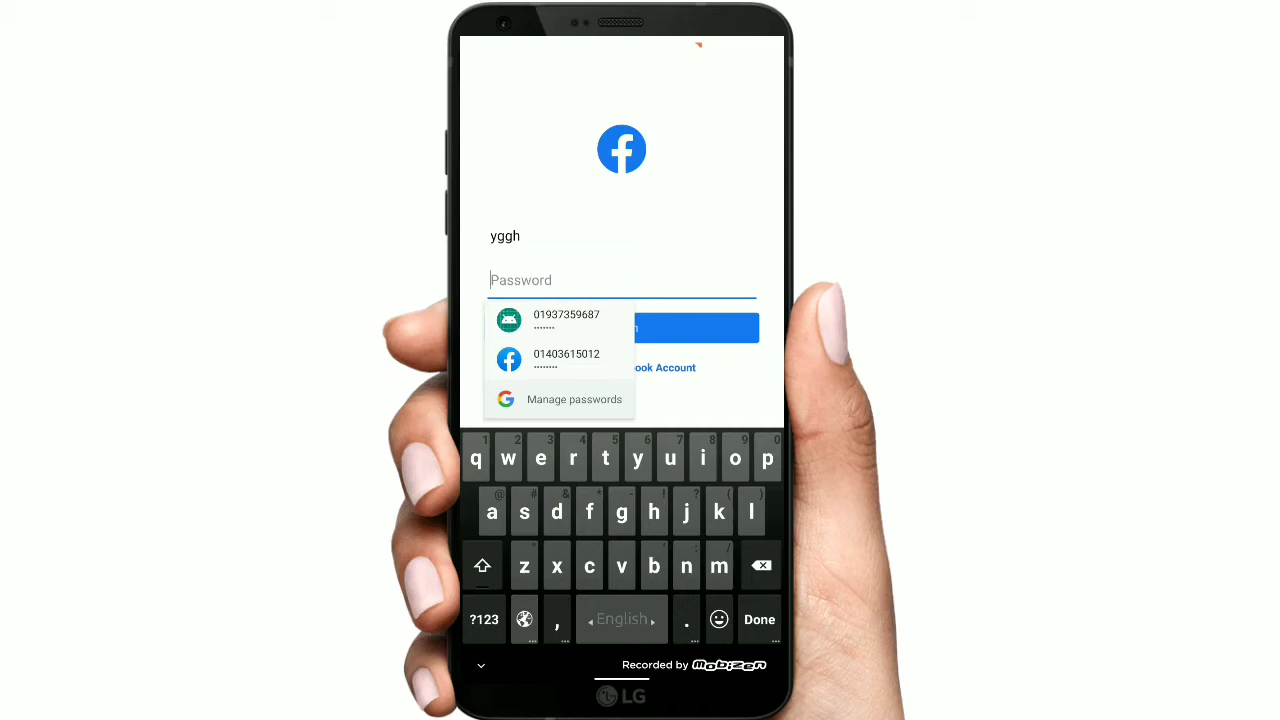 yggh
Password
01937359687
•••••••
n
01403615012
••••••••
ook Account
Manage passwords
1 2 3 4 5 6 7 8 9 0
q w e r t y u i o p
@ # & * - ! ? ( )
a s d f g h j k l
' : /
z x c v b n m
?123 , English . Done
Recorded by mobizen
LG